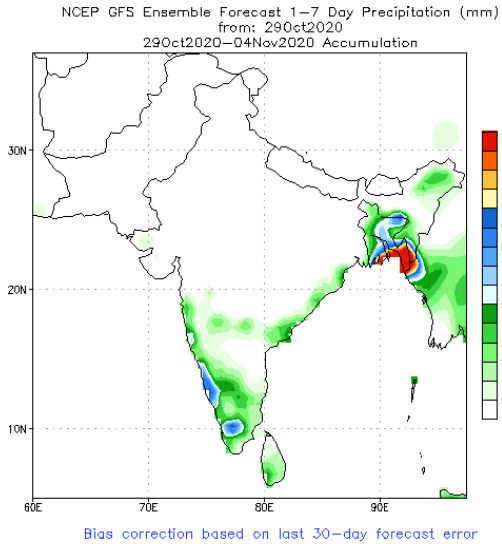 NCEP GFS Ensemble Forecast 1-7 Day Precipitation (mm)
from: 29Oct2020
29Oct2020-04Nov2020 Accumulation
30N
20N
10N
60E 70E 80E 90E
Bias correction based on last 30-day forecast error